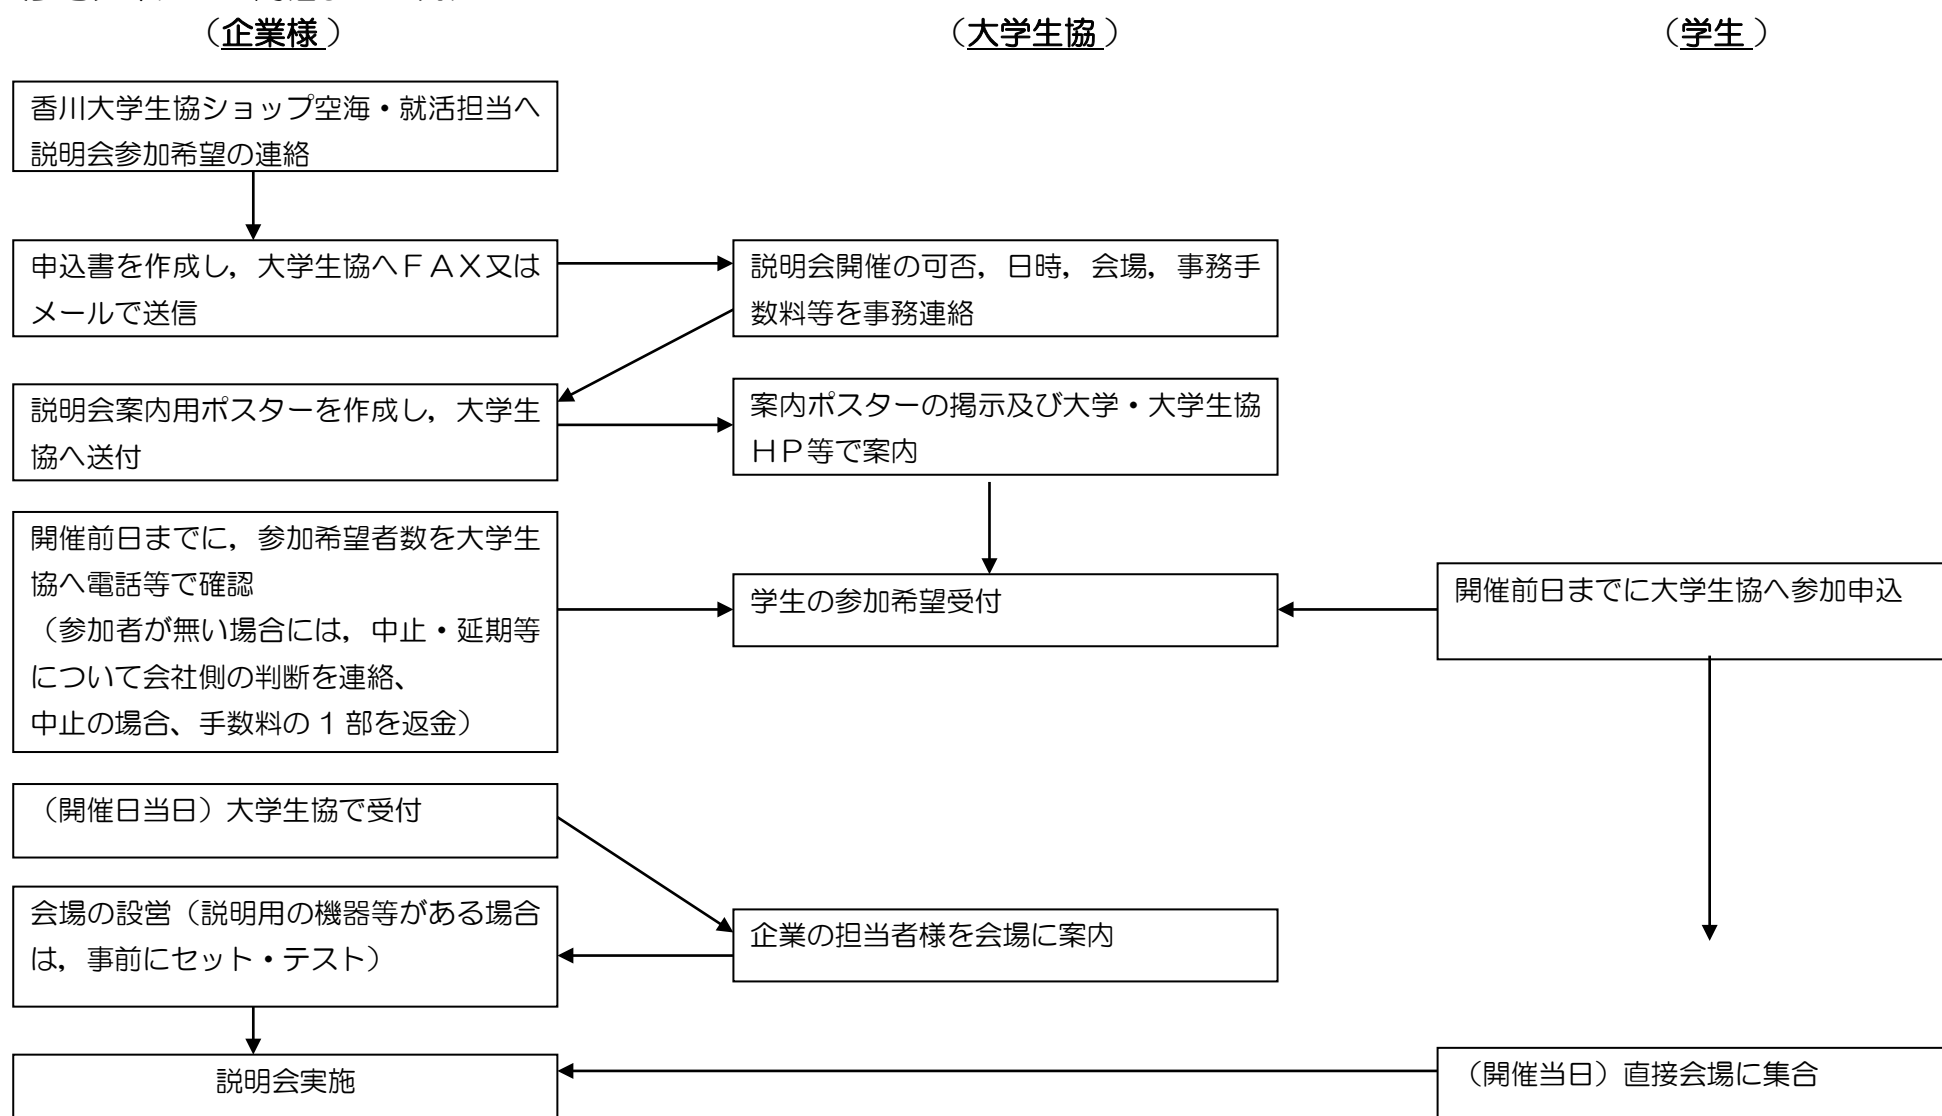 （企業様）
（大学生協）
（学生）
香川大学生協ショップ空海・就活担当へ
説明会参加希望の連絡
申込書を作成し，大学生協へＦＡＸ又は
メールで送信
説明会開催の可否，日時，会場，事務手
数料等を事務連絡
説明会案内用ポスターを作成し，大学生
協へ送付
案内ポスターの掲示及び大学・大学生協
ＨＰ等で案内
開催前日までに，参加希望者数を大学生
協へ電話等で確認
（参加者が無い場合には，中止・延期等
について会社側の判断を連絡、
中止の場合、手数料の 1 部を返金）
学生の参加希望受付
開催前日までに大学生協へ参加申込
（開催日当日）大学生協で受付
会場の設営（説明用の機器等がある場合
は，事前にセット・テスト）
企業の担当者様を会場に案内
説明会実施
（開催当日）直接会場に集合